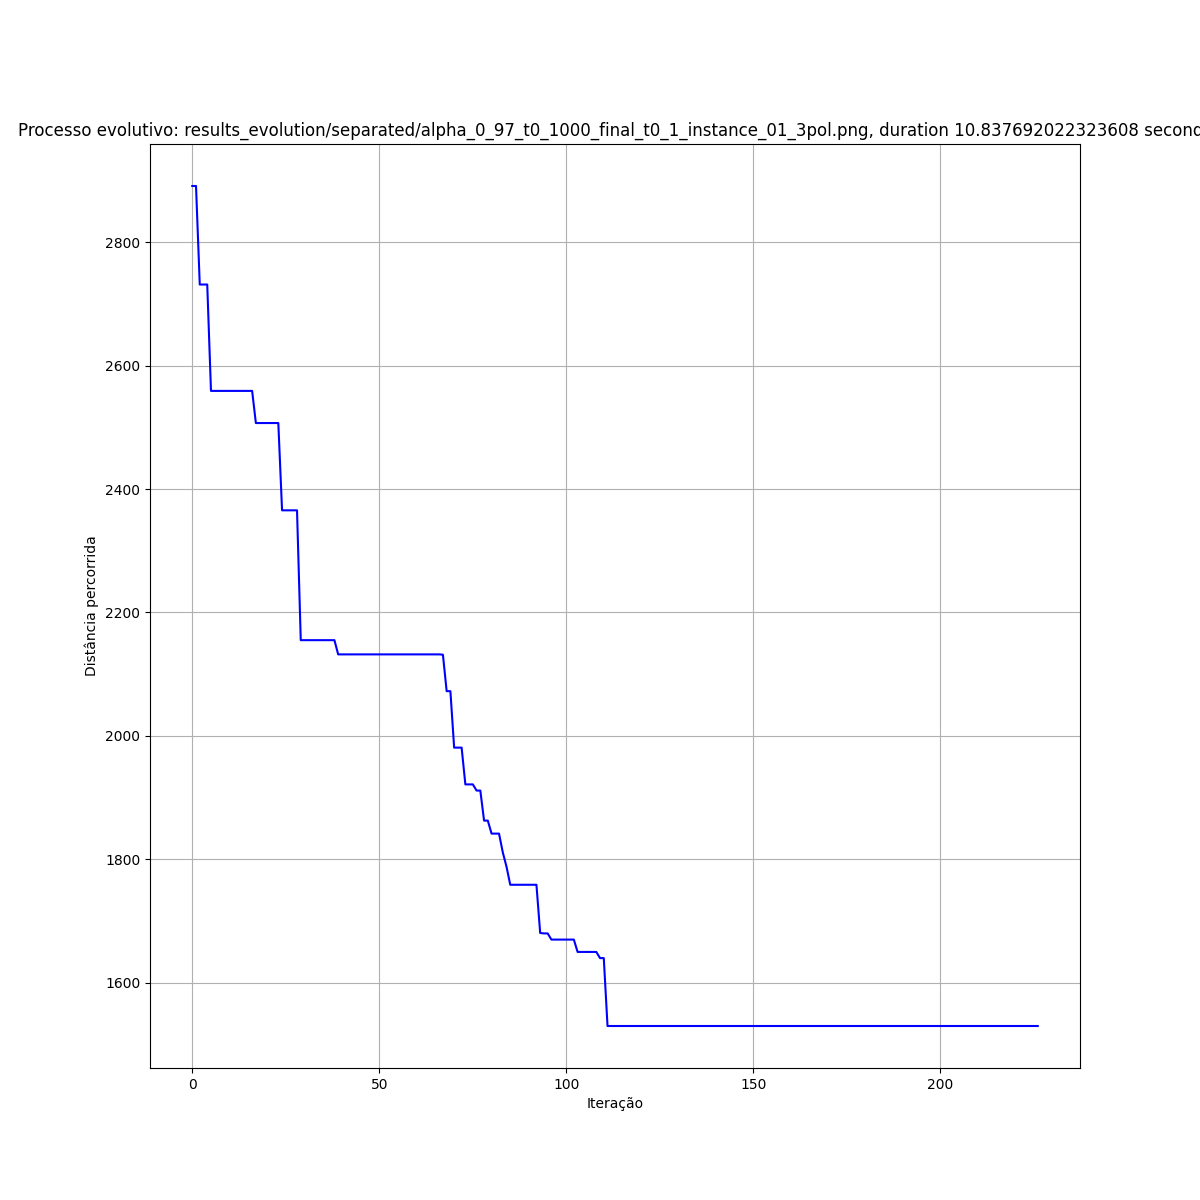 Processo evolutivo: results_evolution/separated/alpha_0_97_t0_1000_final_t0_1_instance_01_3pol.png, duration 10.837692022323608 second
2800
2600
2400
2200
2000
1800
1600
Distância percorrida
0 50 100 150 200
Iteração